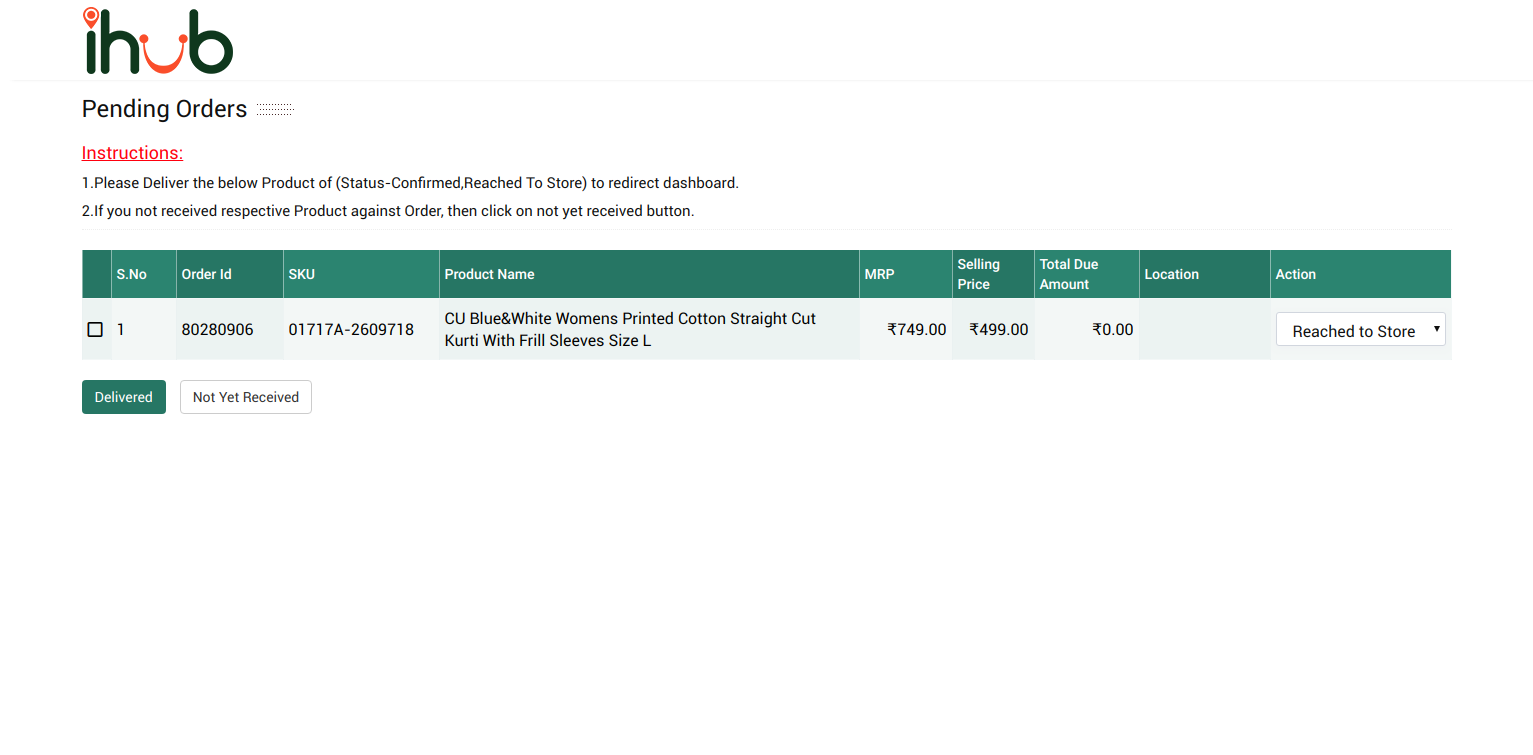 ihub
Pending Orders
Instructions:
1.Please Deliver the below Product of (Status-Confirmed,Reached To Store) to redirect dashboard.
2.If you not received respective Product against Order, then click on not yet received button.
S.No Order Id SKU Product Name MRP Selling Price Total Due Amount Location Action
1 80280906 01717A-2609718 CU Blue&White Womens Printed Cotton Straight Cut
Kurti With Frill Sleeves Size L ₹749.00 ₹499.00 ₹0.00 Reached to Store
Delivered Not Yet Received